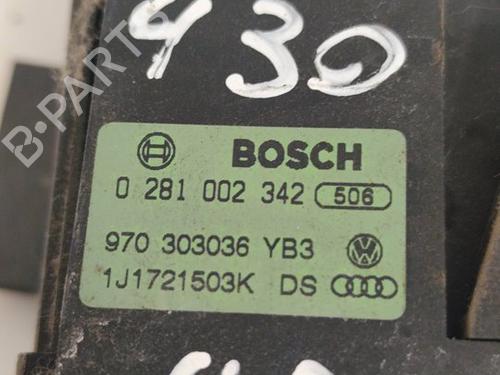 430
BOSCH
0 281 002 342 506
970 303036 YB3
1J1721503K DS
B-PARTS